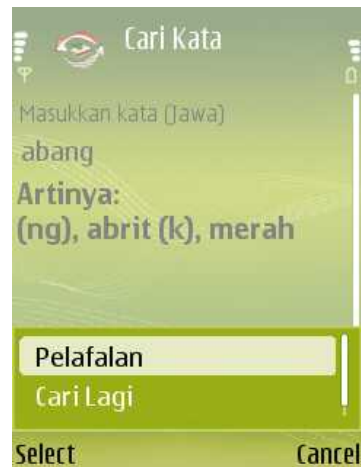 Cari Kata
Masukkan kata (Jawa)
abang
Artinya:
(ng), abrit (k), merah
Pelafalan
Cari Lagi
Select Cancel